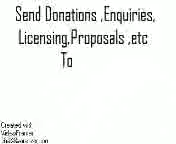 Send Donations ,Enquiries,
Licensing,Proposals ,etc
To
Created with